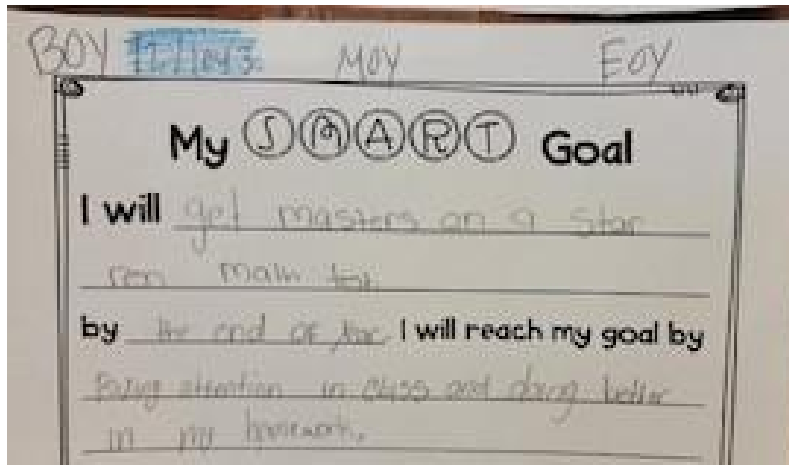 BOY MOY EOY
My SMART Goal
I will get masters on a star
ren math test
by the end of the I will reach my goal by
paying attention in class and doing better
in my homework.